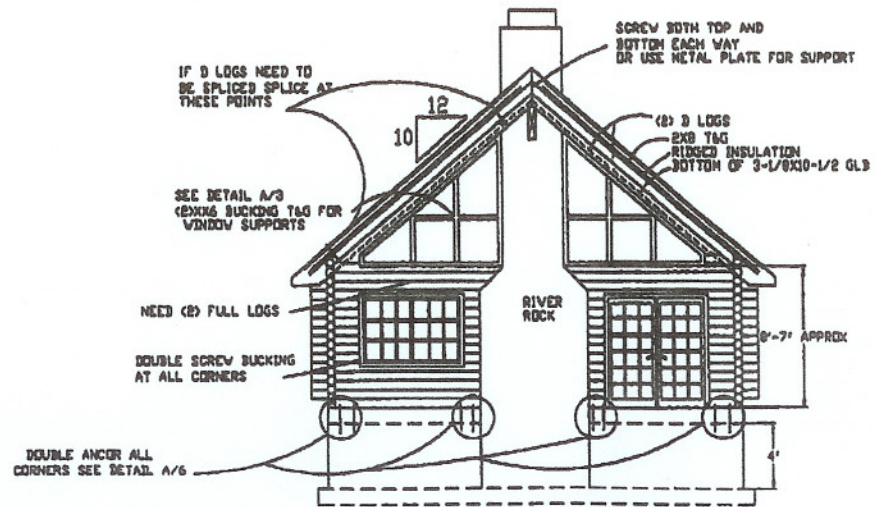 SCREW BOTH TOP AND
BOTTOM EACH WAY
OR USE METAL PLATE FOR SUPPORT
IF D LOGS NEED TO
BE SPLICED SPLICE AT
THESE POINTS
12
10
(2) D LOGS
2X8 T&G
RIDGED INSULATION
BOTTOM OF 3-1/8X10-1/2 GLB
SEE DETAIL A/3
(2)XX6 BUCKING T&G FOR
WINDOW SUPPORTS
NEED (2) FULL LOGS
RIVER
ROCK
8'-7" APPROX
DOUBLE SCREW BUCKING
AT ALL CORNERS
DOUBLE ANCOR ALL
CORNERS SEE DETAIL A/6
4'